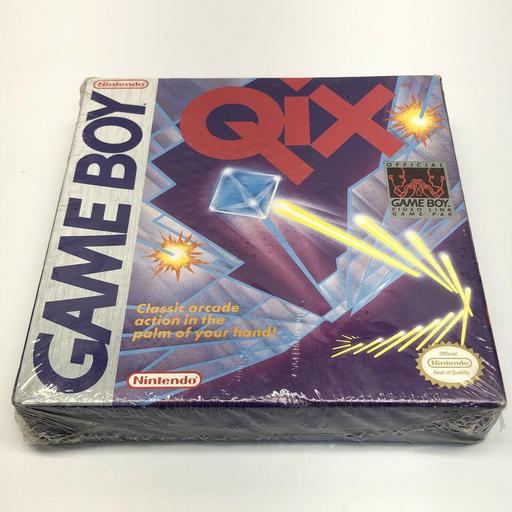 Nintendo
GAME BOY
QiX
OFFICIAL
GAME BOY
VIDEO LINK
GAME PAK
Classic arcade
action in the
palm of your hand!
Nintendo
Official
Nintendo
Seal of Quality